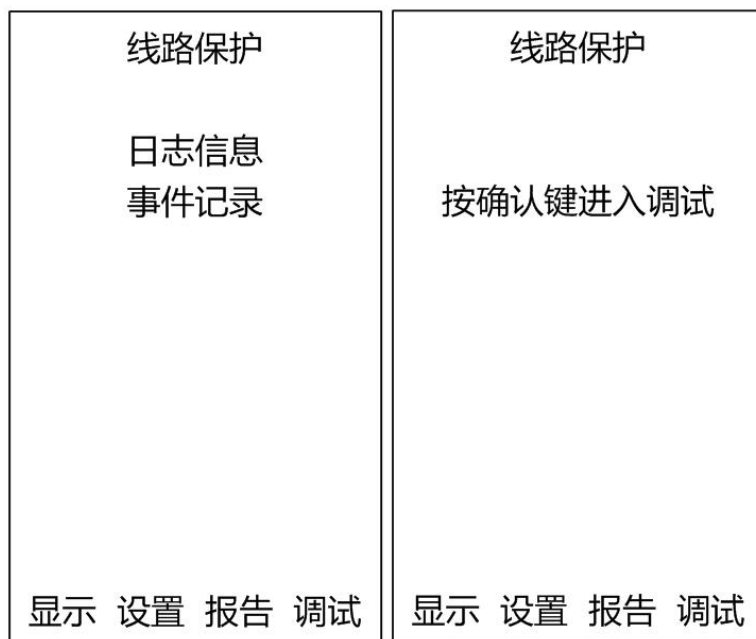 线路保护
日志信息
事件记录
显示 设置 报告 调试
线路保护
按确认键进入调试
显示 设置 报告 调试